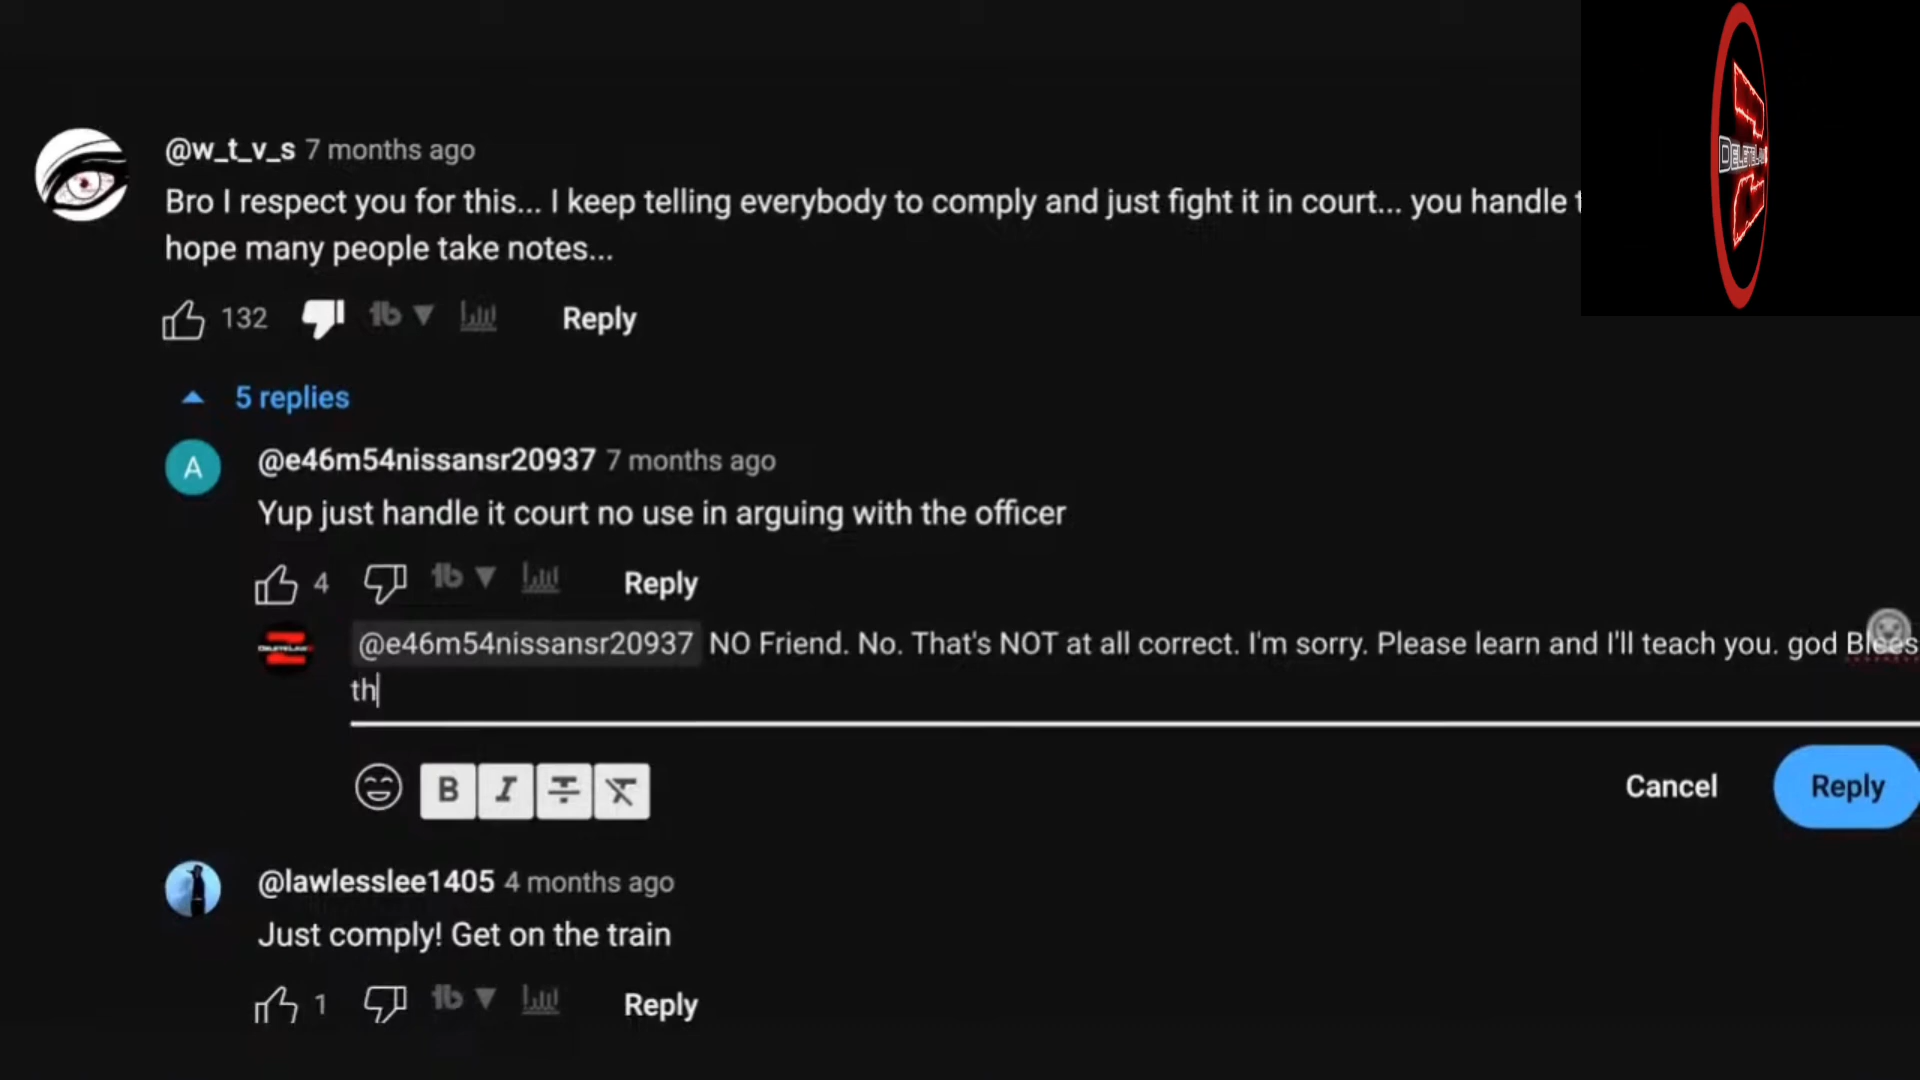 @w_t_v_s 7 months ago
Bro I respect you for this... I keep telling everybody to comply and just fight it in court... you handle
hope many people take notes...
132 Reply
5 replies
A
@e46m54nissansr20937 7 months ago
Yup just handle it court no use in arguing with the officer
4 Reply
@e46m54nissansr20937 NO Friend. No. That's NOT at all correct. I'm sorry. Please learn and I'll teach you. god
th
B I
Cancel Reply
@lawlesslee1405 4 months ago
Just comply! Get on the train
1 Reply